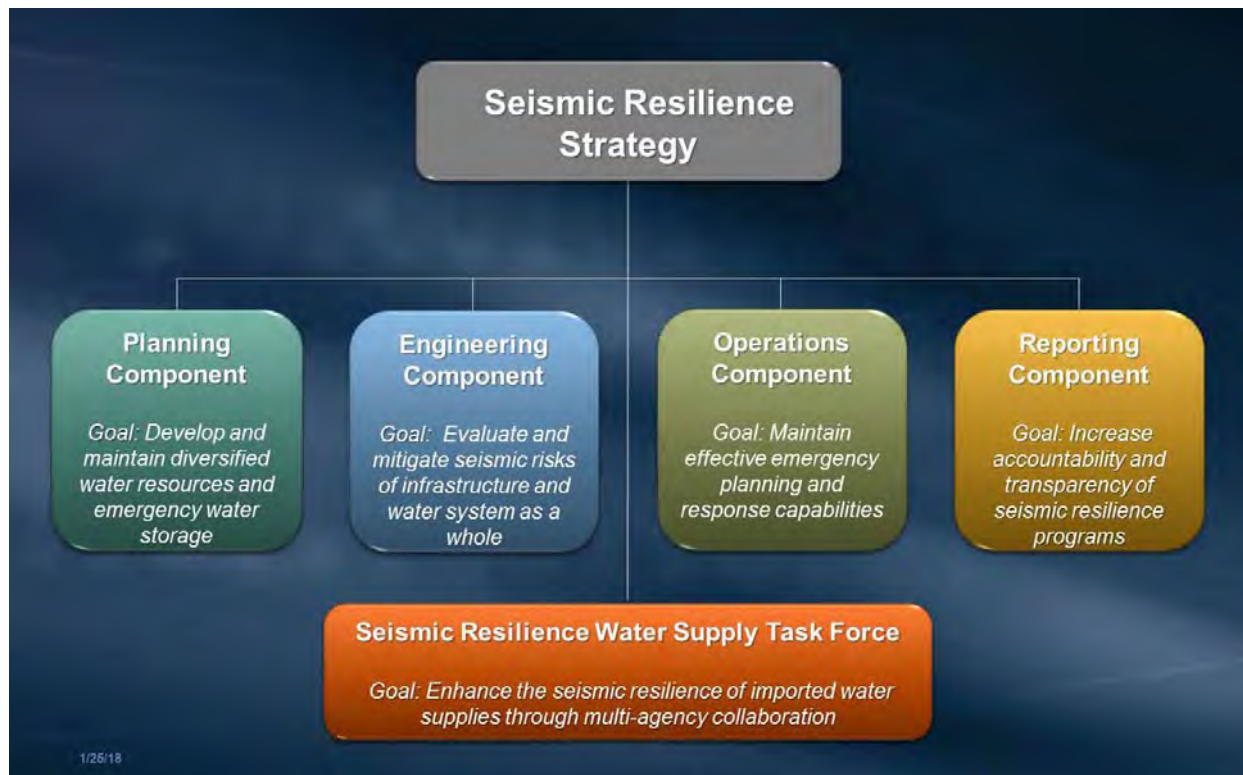 Seismic Resilience
Strategy
Planning
Component
Goal: Develop and
maintain diversified
water resources and
emergency water
storage
Engineering
Component
Goal: Evaluate and
mitigate seismic risks
of infrastructure and
water system as a
whole
Operations
Component
Goal: Maintain
effective emergency
planning and
response capabilities
Reporting
Component
Goal: Increase
accountability and
transparency of
seismic resilience
programs
Seismic Resilience Water Supply Task Force
Goal: Enhance the seismic resilience of imported water
supplies through multi-agency collaboration